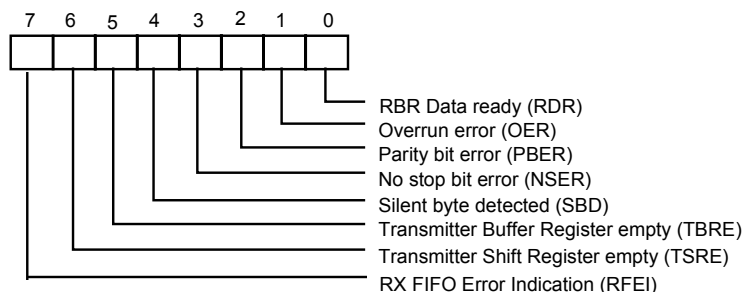 7 6 5 4 3 2 1 0
RBR Data ready (RDR)
Overrun error (OER)
Parity bit error (PBER)
No stop bit error (NSER)
Silent byte detected (SBD)
Transmitter Buffer Register empty (TBRE)
Transmitter Shift Register empty (TSRE)
RX FIFO Error Indication (RFEI)